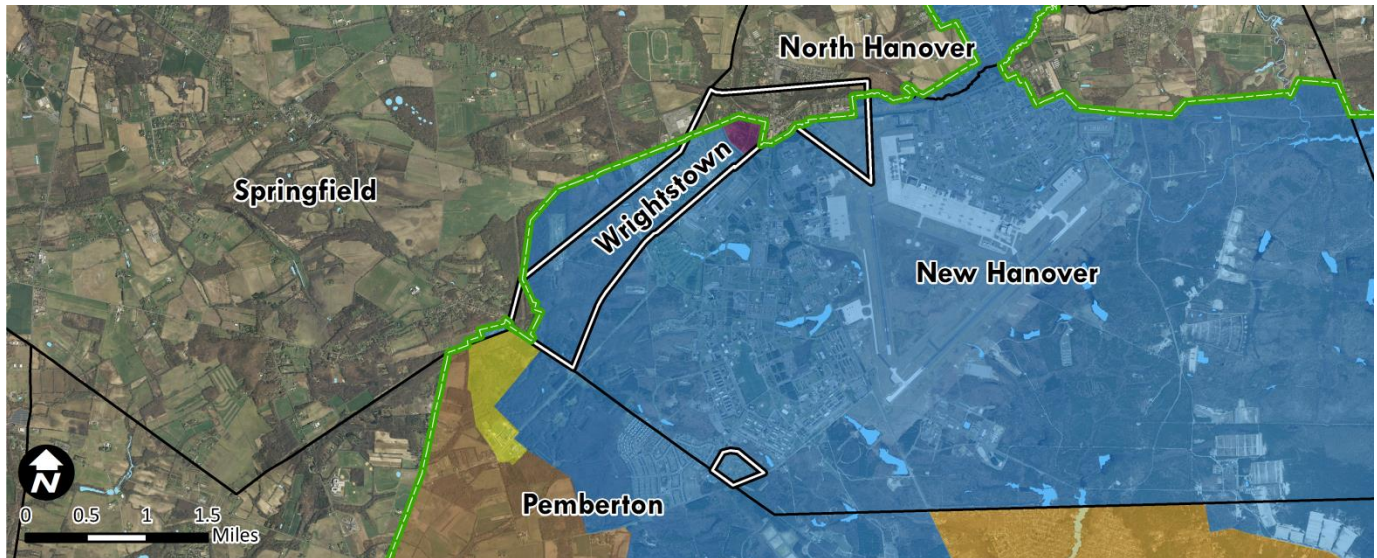 North Hanover
Springfield
Wrightstown
New Hanover
Pemberton
N
0 0.5 1 1.5
Miles